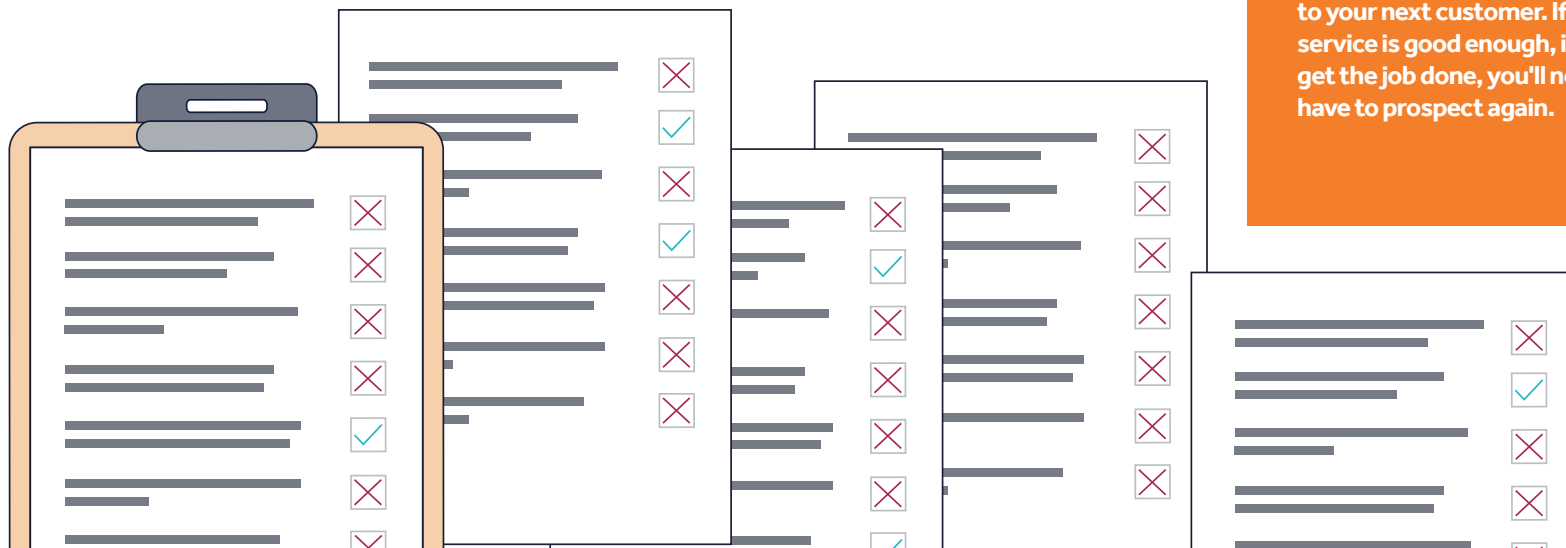 to your next customer. If
service is good enough,
get the job done, you'll
have to prospect again.